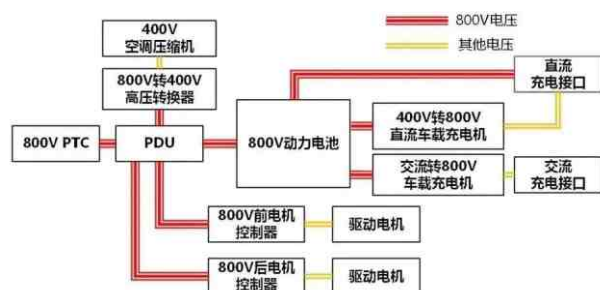 400V
空调压缩机
800V转400V
高压转换器
800V PTC
PDU
800V动力电池
800V电压
其他电压
直流
充电接口
400V转800V
直流车载充电机
交流转800V
车载充电机
交流
充电接口
800V前电机
控制器
驱动电机
800V后电机
控制器
驱动电机